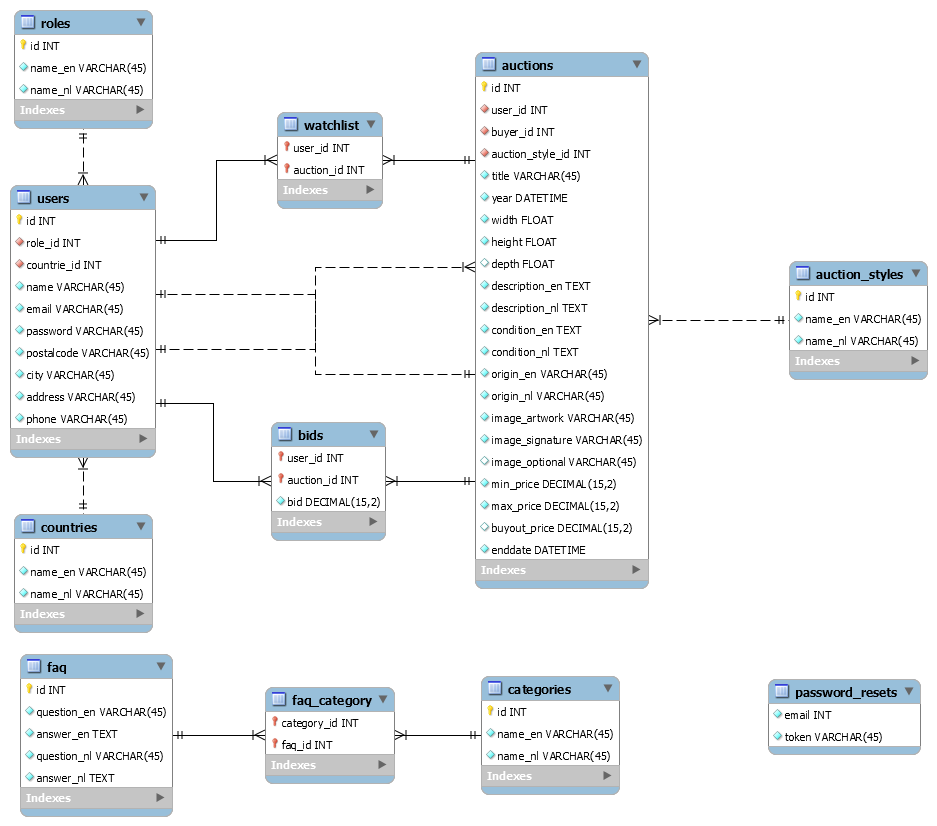 roles
id INT
name_en VARCHAR(45)
name_nl VARCHAR(45)
Indexes
users
id INT
role_id INT
countrie_id INT
name VARCHAR(45)
email VARCHAR(45)
password VARCHAR(45)
postalcode VARCHAR(45)
city VARCHAR(45)
address VARCHAR(45)
phone VARCHAR(45)
Indexes
countries
id INT
name_en VARCHAR(45)
name_nl VARCHAR(45)
Indexes
watchlist
user_id INT
auction_id INT
Indexes
bids
user_id INT
auction_id INT
bid DECIMAL(15,2)
Indexes
auctions
id INT
user_id INT
buyer_id INT
auction_style_id INT
title VARCHAR(45)
year DATETIME
width FLOAT
height FLOAT
depth FLOAT
description_en TEXT
description_nl TEXT
condition_en TEXT
condition_nl TEXT
origin_en VARCHAR(45)
origin_nl VARCHAR(45)
image_artwork VARCHAR(45)
image_signature VARCHAR(45)
image_optional VARCHAR(45)
min_price DECIMAL(15,2)
max_price DECIMAL(15,2)
buyout_price DECIMAL(15,2)
enddate DATETIME
Indexes
auction_styles
id INT
name_en VARCHAR(45)
name_nl VARCHAR(45)
Indexes
faq
id INT
question_en VARCHAR(45)
answer_en TEXT
question_nl VARCHAR(45)
answer_nl TEXT
Indexes
faq_category
category_id INT
faq_id INT
Indexes
categories
id INT
name_en VARCHAR(45)
name_nl VARCHAR(45)
Indexes
password_resets
email INT
token VARCHAR(45)